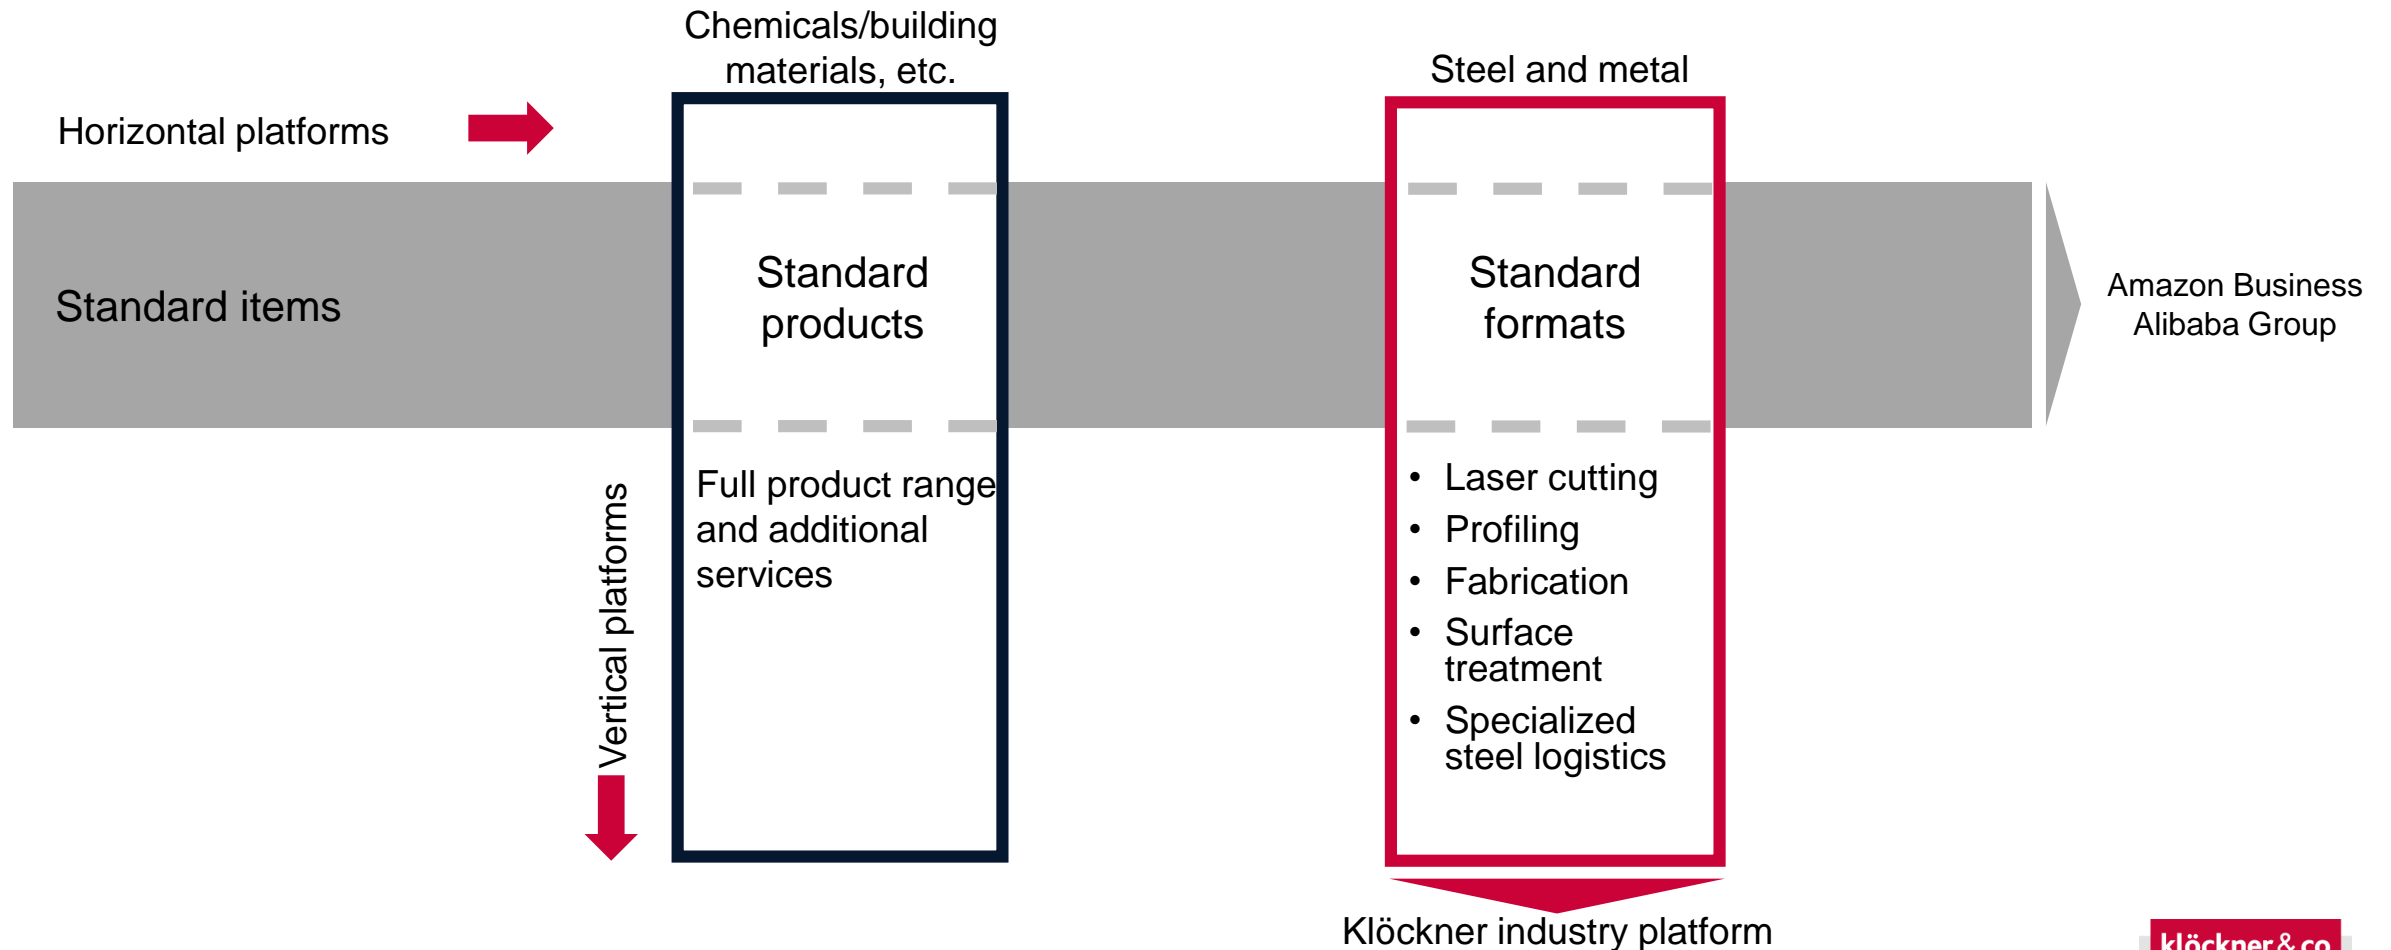 Chemicals/building
materials, etc.
Steel and metal
Horizontal platforms
Standard items
Standard
products
Standard
formats
Amazon Business
Alibaba Group
Vertical platforms
Full product range
and additional
services
• Laser cutting
• Profiling
• Fabrication
• Surface
treatment
• Specialized
steel logistics
Klöckner industry platform
klöckner & co